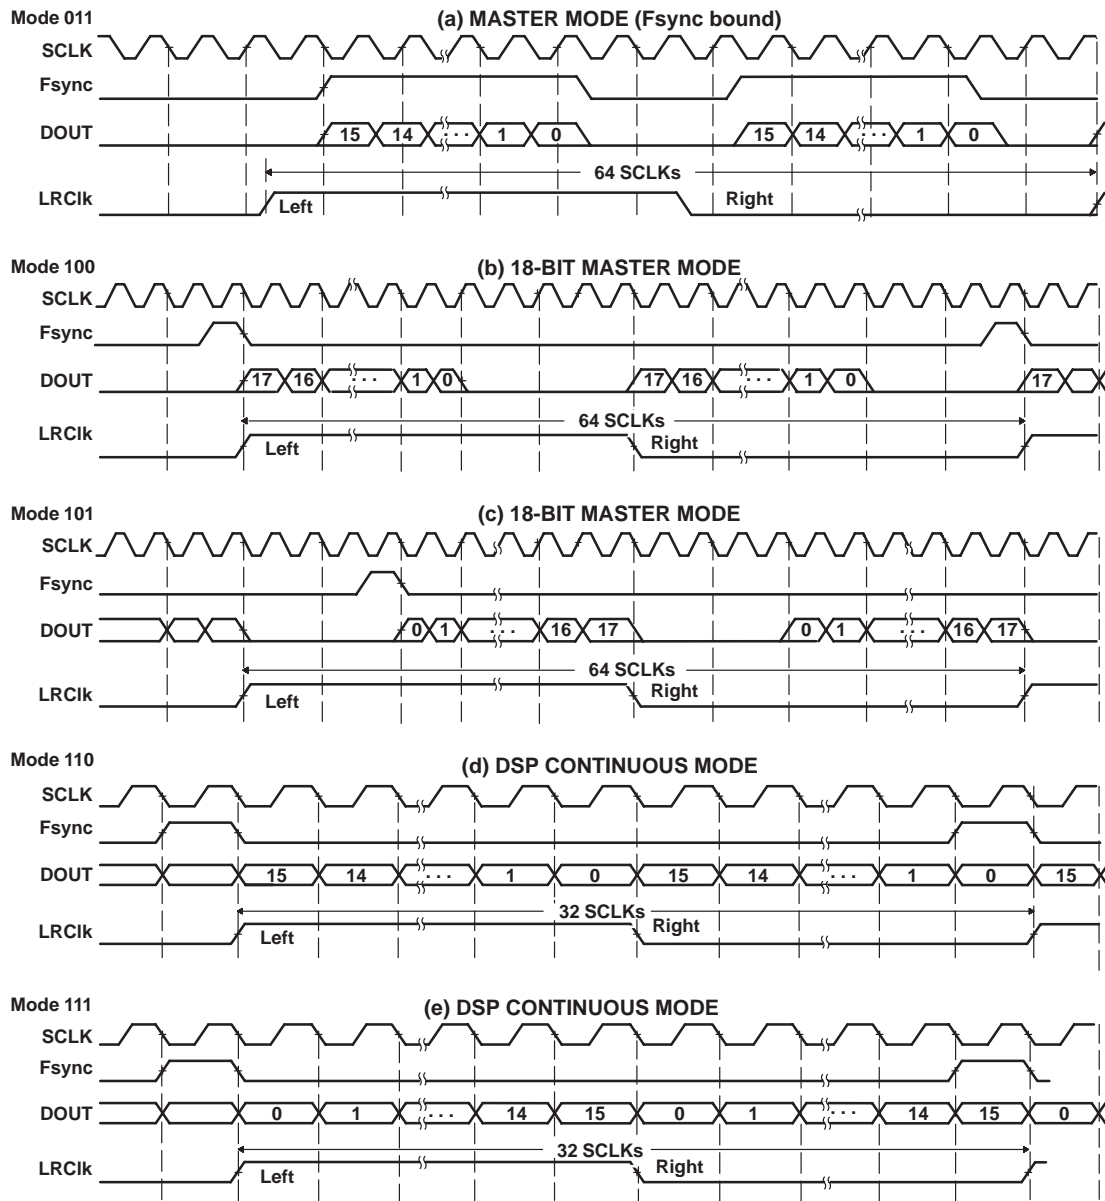 Mode 011
(a) MASTER MODE (Fsync bound)
SCLK
Fsync
DOUT 15 14 · · · 1 0 15 14 · · · 1 0
64 SCLKs
LRClk Left Right
Mode 100
(b) 18-BIT MASTER MODE
SCLK
Fsync
DOUT 17 16 · · · 1 0 17 16 · · · 1 0 17
64 SCLKs
LRClk Left Right
Mode 101
(c) 18-BIT MASTER MODE
SCLK
Fsync
DOUT 0 1 · · · 16 17 0 1 · · · 16 17
64 SCLKs
LRClk Left Right
Mode 110
(d) DSP CONTINUOUS MODE
SCLK
Fsync
DOUT 15 14 · · · 1 0 15 14 · · · 1 0 15
32 SCLKs
LRClk Left Right
Mode 111
(e) DSP CONTINUOUS MODE
SCLK
Fsync
DOUT 0 1 · · · 14 15 0 1 · · · 14 15 0
32 SCLKs
LRClk Left Right